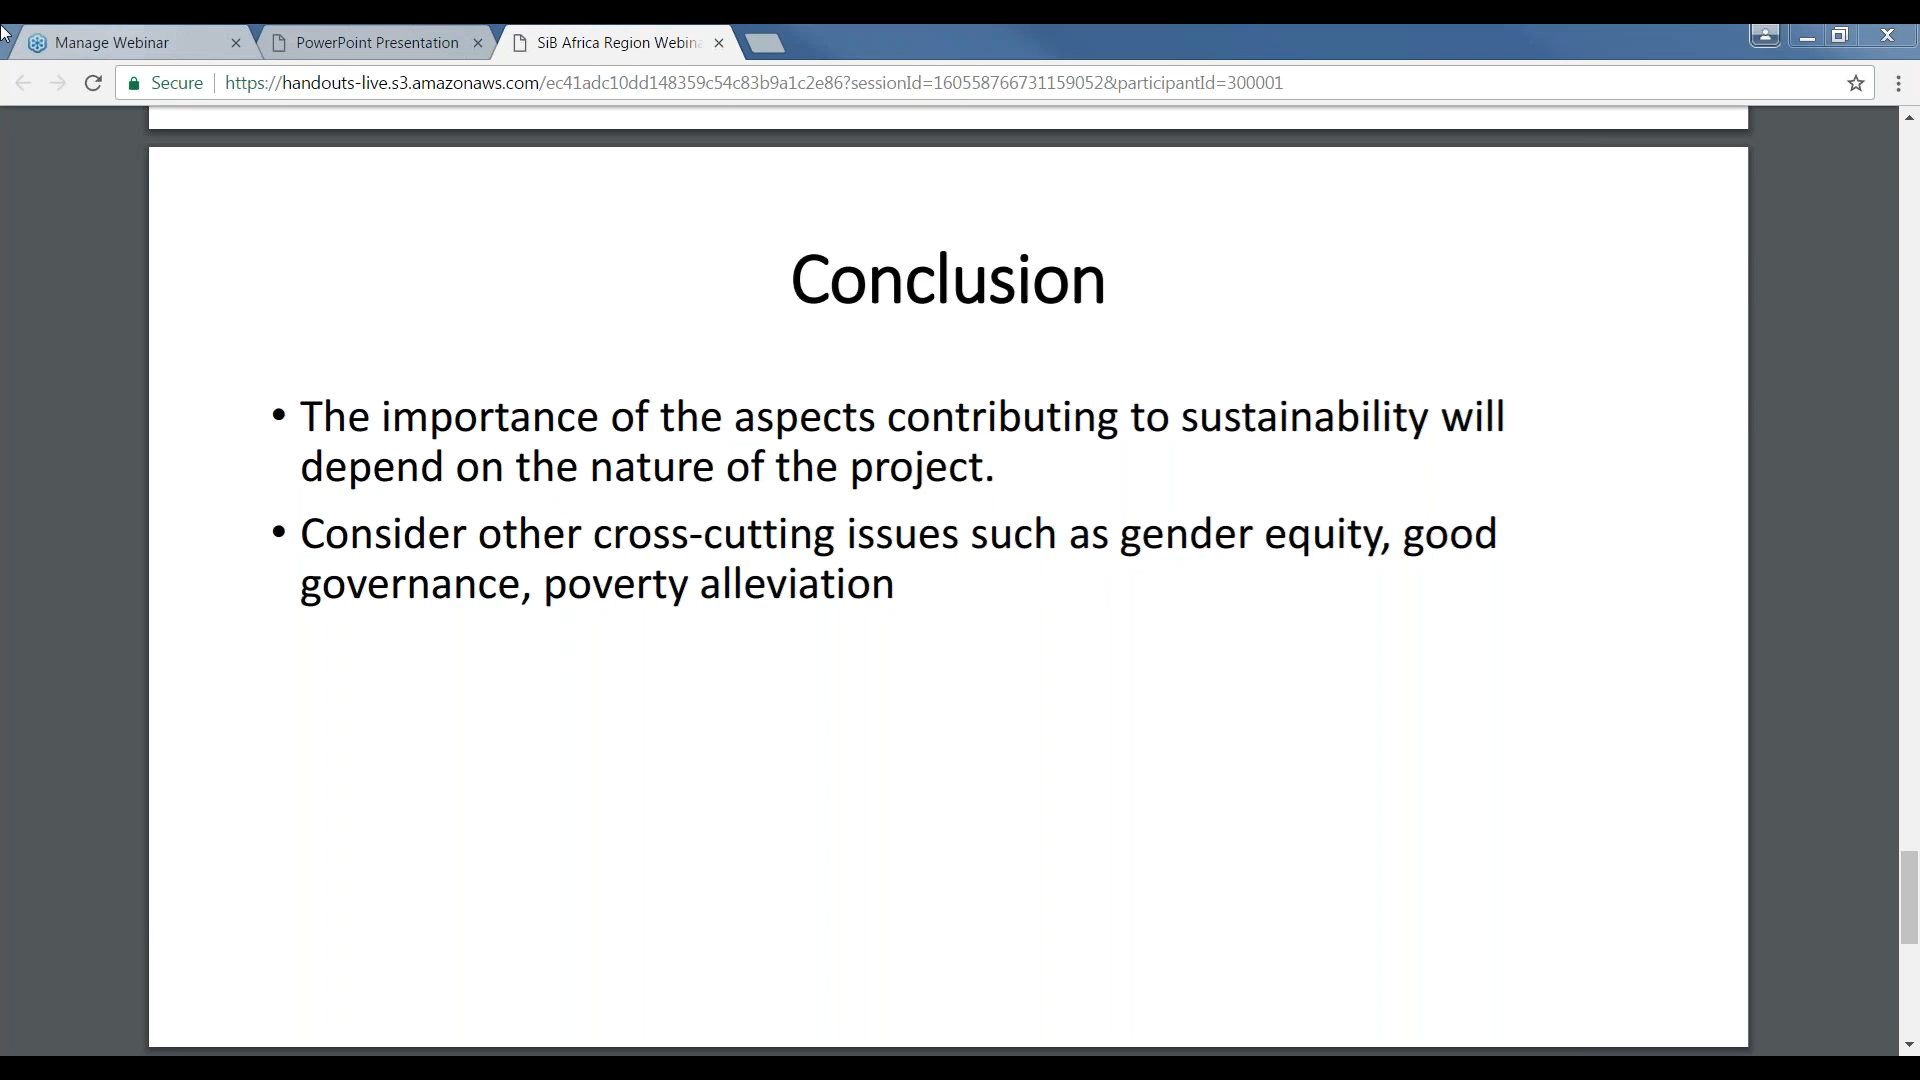 Manage Webinar
PowerPoint Presentation
SiB Africa Region Webina
Secure
https://handouts-live.s3.amazonaws.com/ec41adc10dd148359c54c83b9a1c2e86?sessionId=160558766731159052&participantId=300001
Conclusion
• The importance of the aspects contributing to sustainability will
depend on the nature of the project.
• Consider other cross-cutting issues such as gender equity, good
governance, poverty alleviation